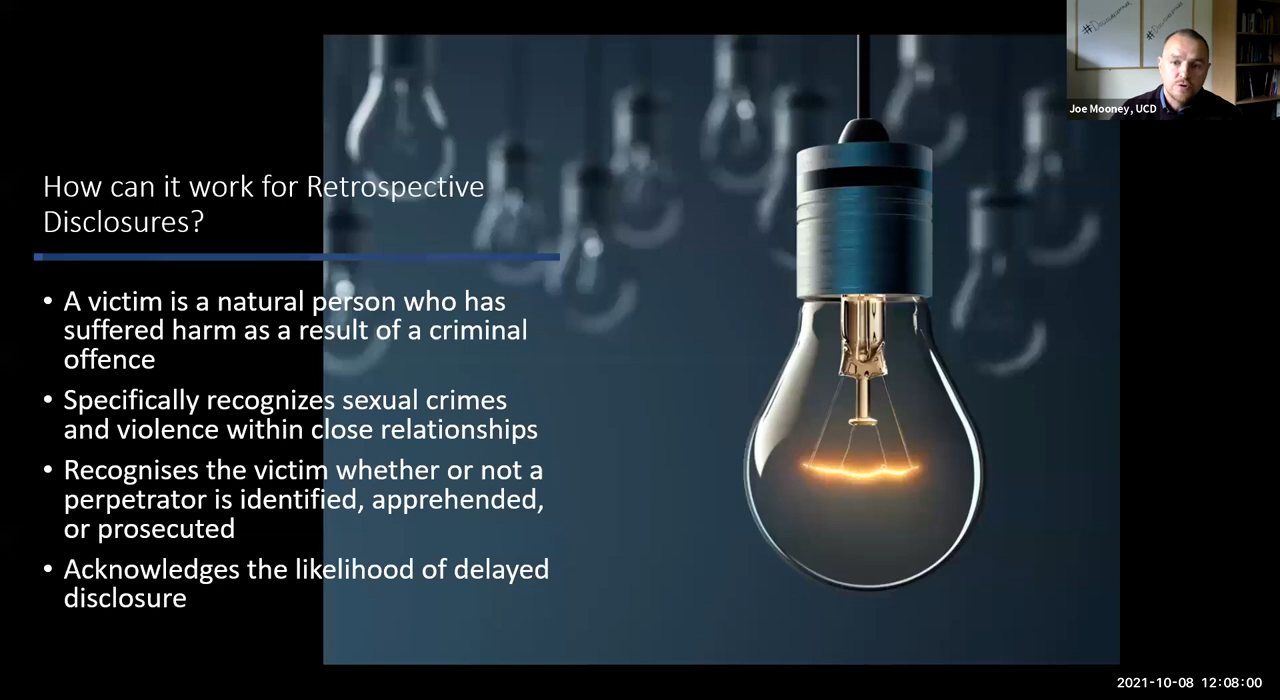 #Disclosure
Joe Mooney, UCD
How can it work for Retrospective
Disclosures?
• A victim is a natural person who has
suffered harm as a result of a criminal
offence
• Specifically recognizes sexual crimes
and violence within close relationships
• Recognises the victim whether or not a
perpetrator is identified, apprehended,
or prosecuted
• Acknowledges the likelihood of delayed
disclosure
2021-10-08 12:08:00